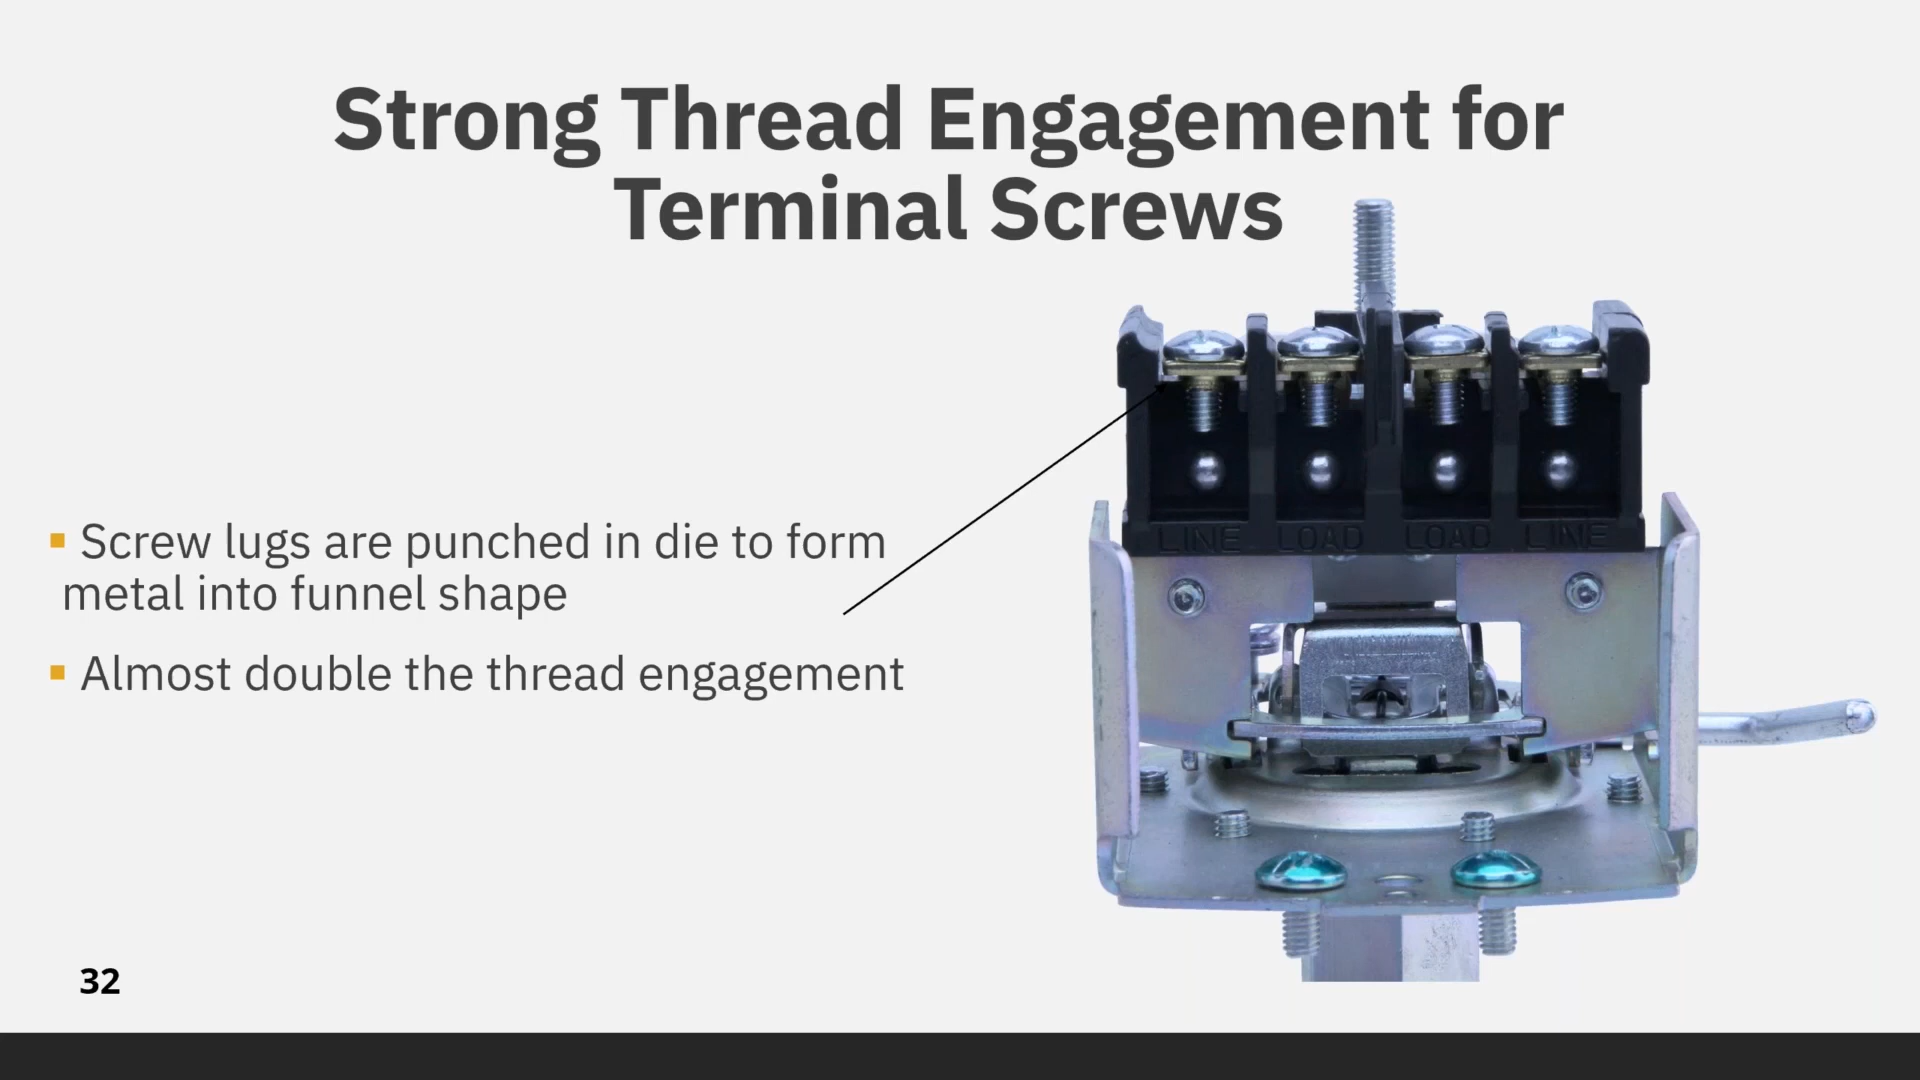 Strong Thread Engagement for
Terminal Screws
▪ Screw lugs are punched in die to form
metal into funnel shape
▪ Almost double the thread engagement
LINE LOAD LOAD LINE
32